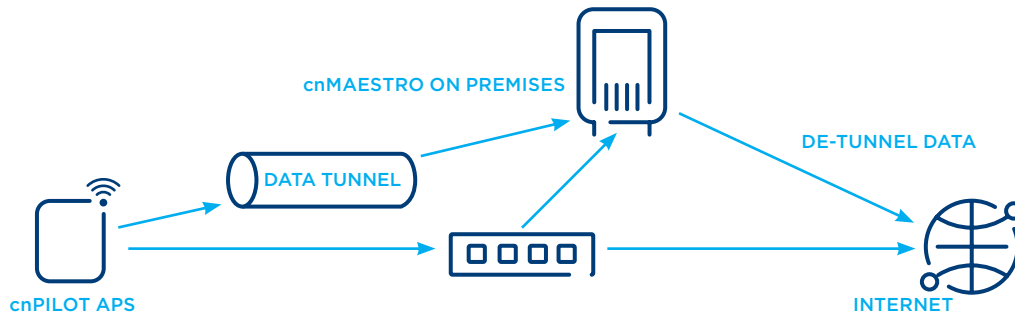 cnMAESTRO ON PREMISES
DE-TUNNEL DATA
DATA TUNNEL
cnPILOT APS
INTERNET